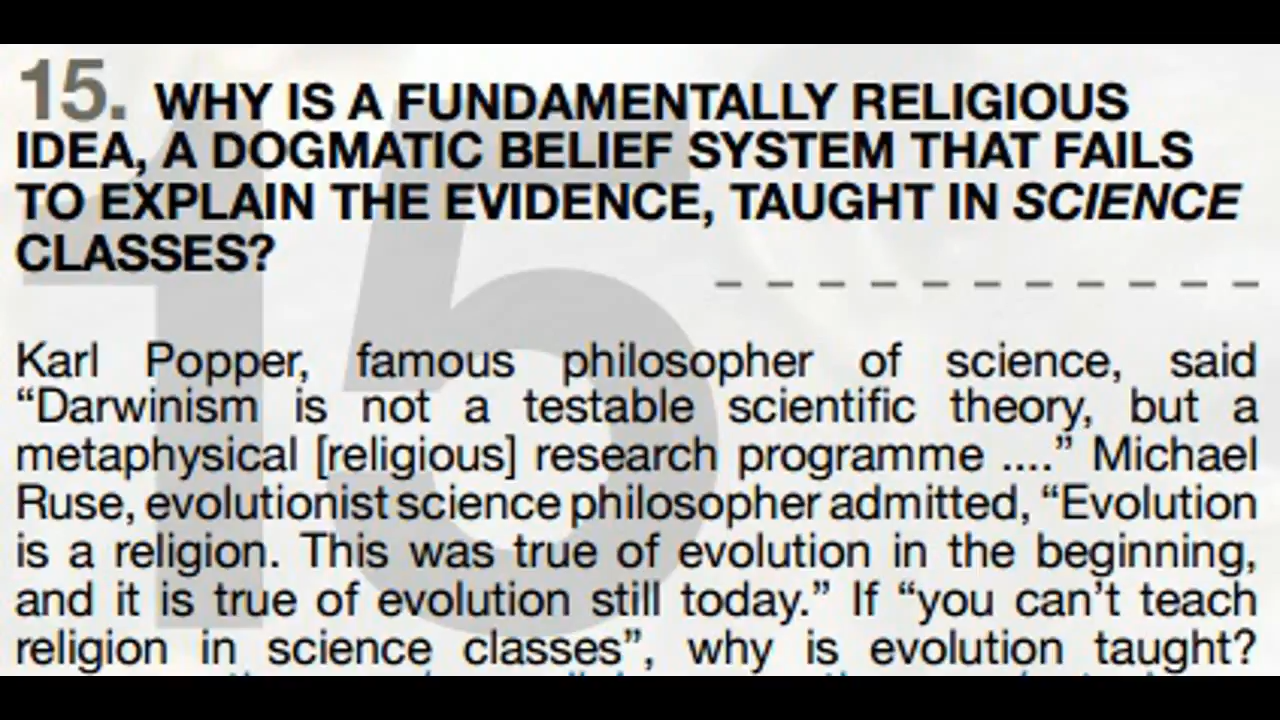 15. WHY IS A FUNDAMENTALLY RELIGIOUS
IDEA, A DOGMATIC BELIEF SYSTEM THAT FAILS
TO EXPLAIN THE EVIDENCE, TAUGHT IN SCIENCE
CLASSES?
Karl Popper, famous philosopher of science, said
“Darwinism is not a testable scientific theory, but a
metaphysical [religious] research programme ....” Michael
Ruse, evolutionist science philosopher admitted, “Evolution
is a religion. This was true of evolution in the beginning,
and it is true of evolution still today.” If “you can’t teach
religion in science classes”, why is evolution taught?